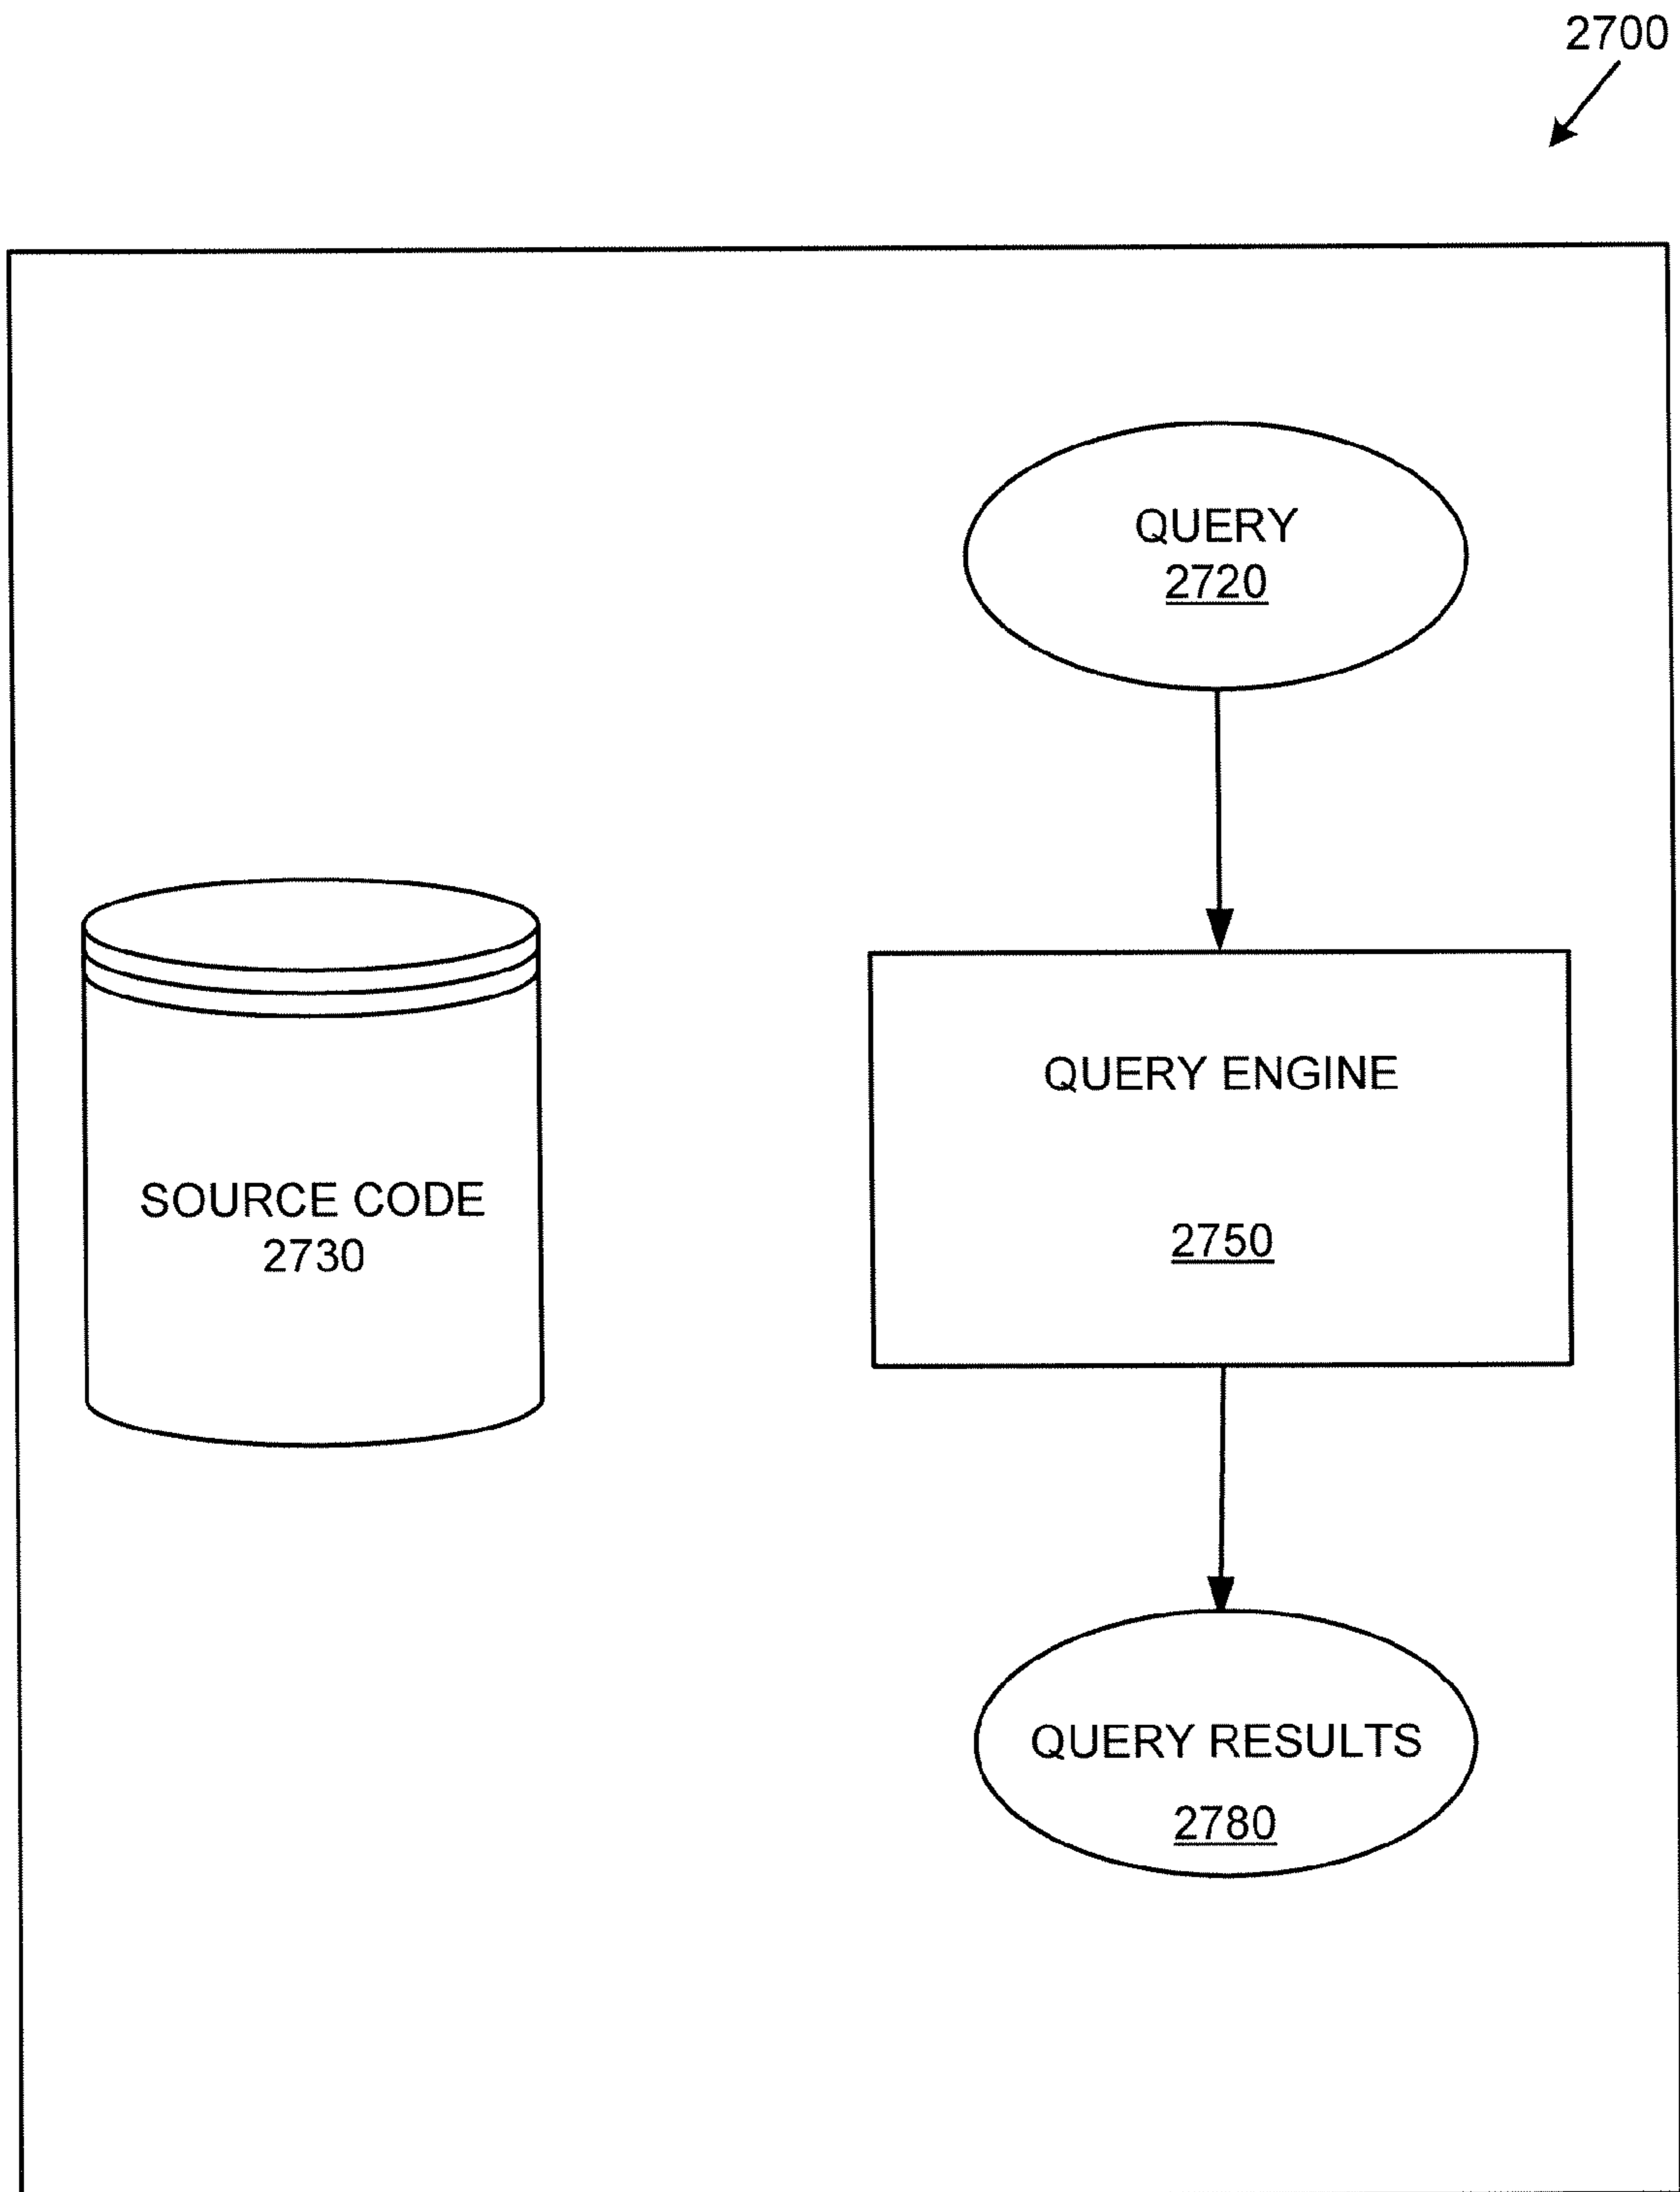 2700
QUERY
2720
QUERY ENGINE
2750
SOURCE CODE
2730
QUERY RESULTS
2780